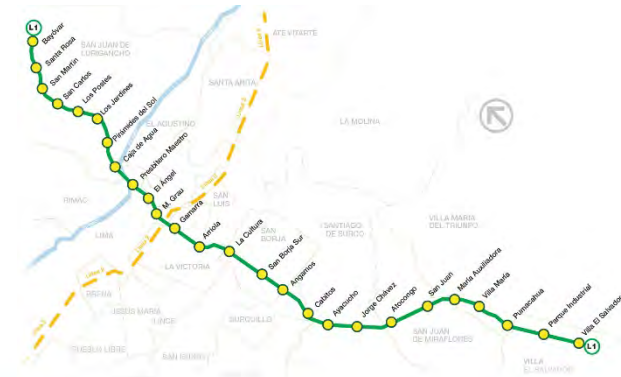 L1
Bayóvar
Santa Rosa
San Martín
San Carlos
Los Postes
Los Jardines
Pirámides del Sol
Caja de Agua
Presbítero Maestro
El Ángel
M. Grau
Gamarra
Arriola
La Cultura
San Borja Sur
Angamos
Cabitos
Ayacucho
Jorge Chávez
Atocongo
San Juan
María Auxiliadora
Villa María
Pumacahua
Parque Industrial
Villa El Salvador
L1
SAN JUAN DE
LURIGANCHO
ATE VITARTE
SANTA ANITA
EL AGUSTINO
LA MOLINA
RIMAC
LIMA
SAN
LUIS
LA VICTORIA
SAN
BORJA
SANTIAGO
DE SURCO
VILLA MARIA
DEL TRIUNFO
BREÑA
JESUS MARIA
LINCE
SURQUILLO
PUEBLO LIBRE
SAN ISIDRO
SAN JUAN
DE MIRAFLORES
VILLA
EL SALVADOR